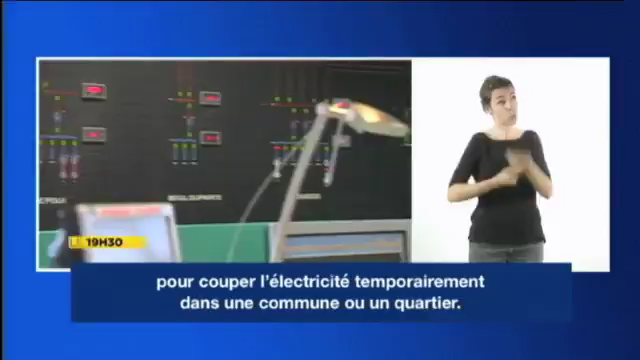 19H30
pour couper l'électricité temporairement
dans une commune ou un quartier.